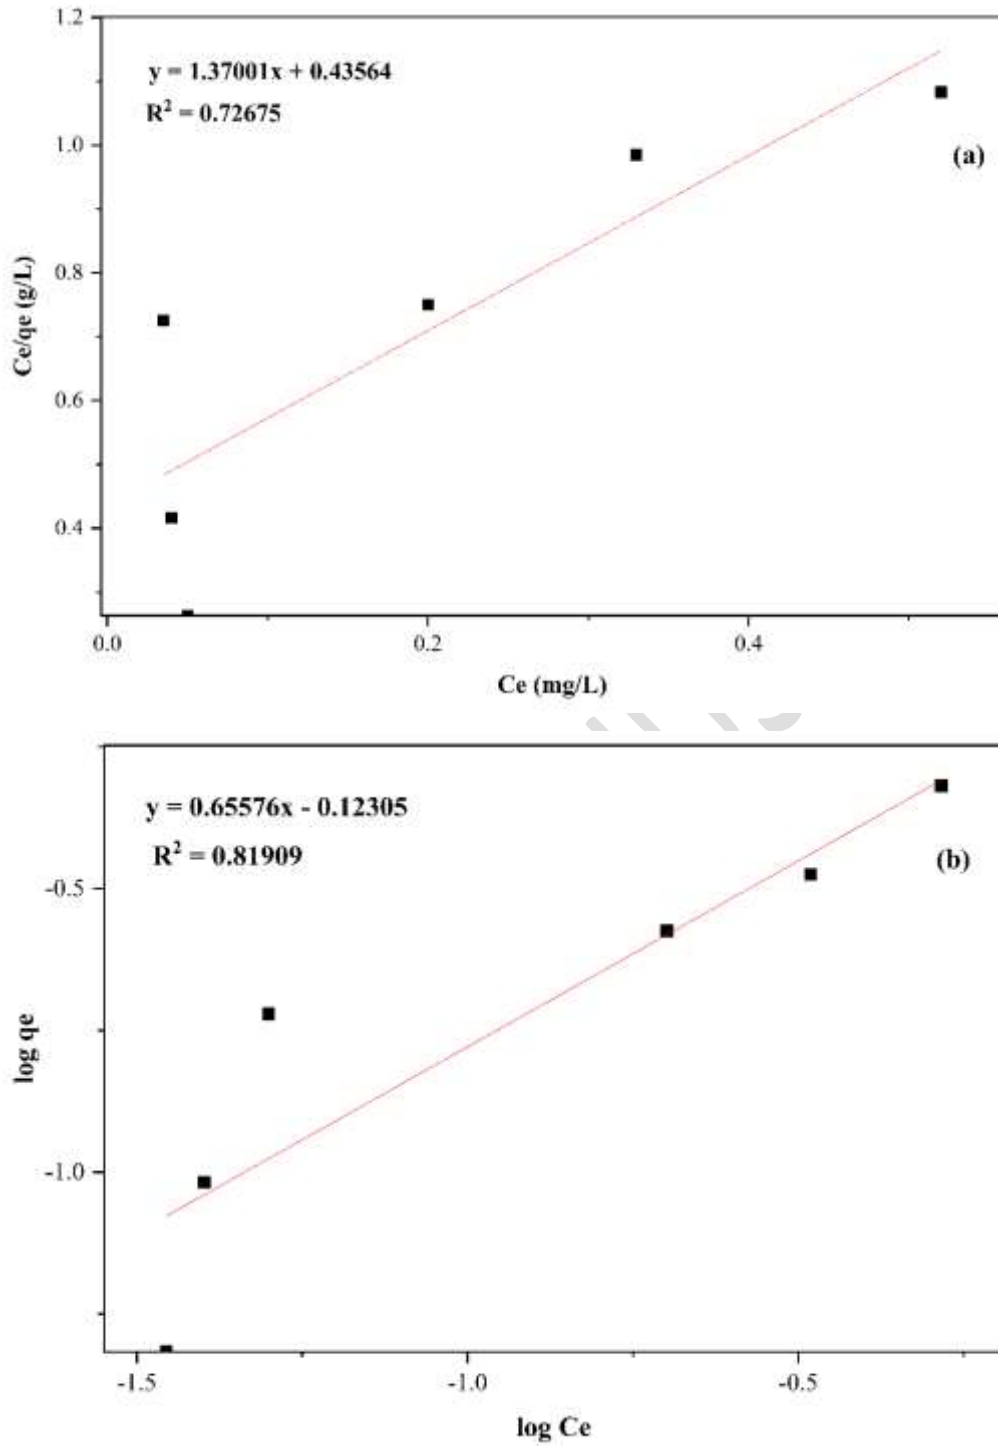 1.2
y = 1.37001x + 0.43564
R² = 0.72675
1.0
(a)
0.8
Ce/qe (g/L)
0.6
0.4
0.0 0.2 0.4
Ce (mg/L)
y = 0.65576x - 0.12305
R² = 0.81909
(b)
-0.5
log qe
-1.0
-1.5 -1.0 -0.5
log Ce